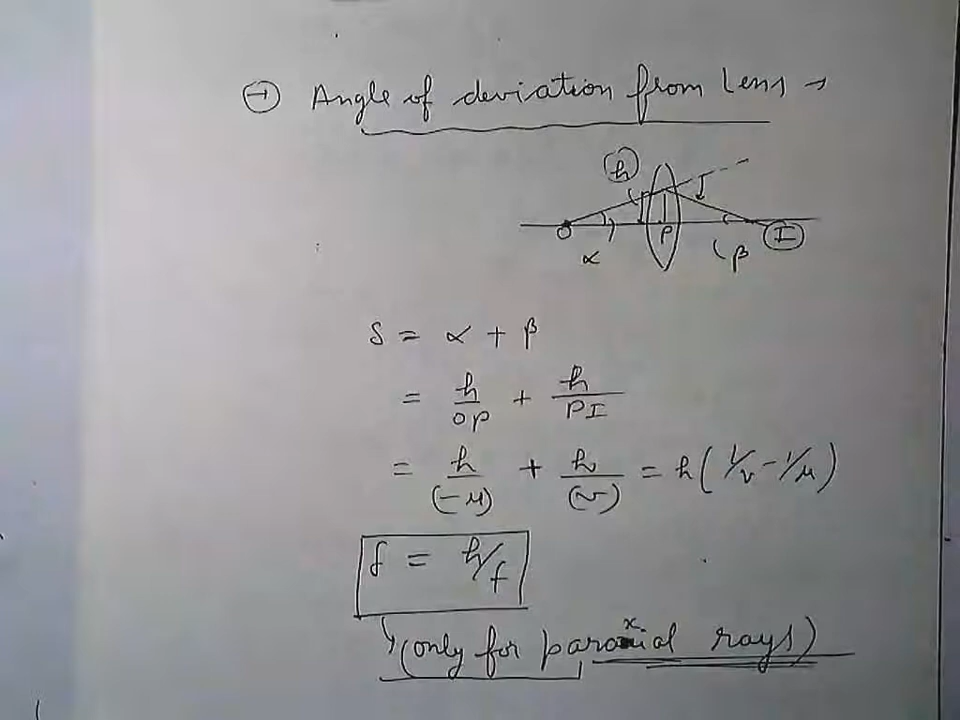 → Angle of deviation from Lens →
h
δ
O P I
α β
δ = α + β
= h/OP + h/PI
= h/(-u) + h/(v) = h(1/v - 1/u)
δ = h/f
(only for paraxial rays)